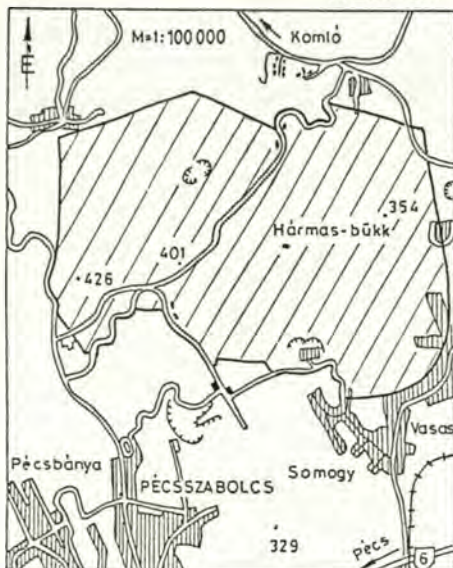 M=1:100 000
Komló
É
354
Hármas-bükk
401
426
Vasas
Pécsbánya
PÉCSSZABOLCS
Somogy
329
Pécs
6